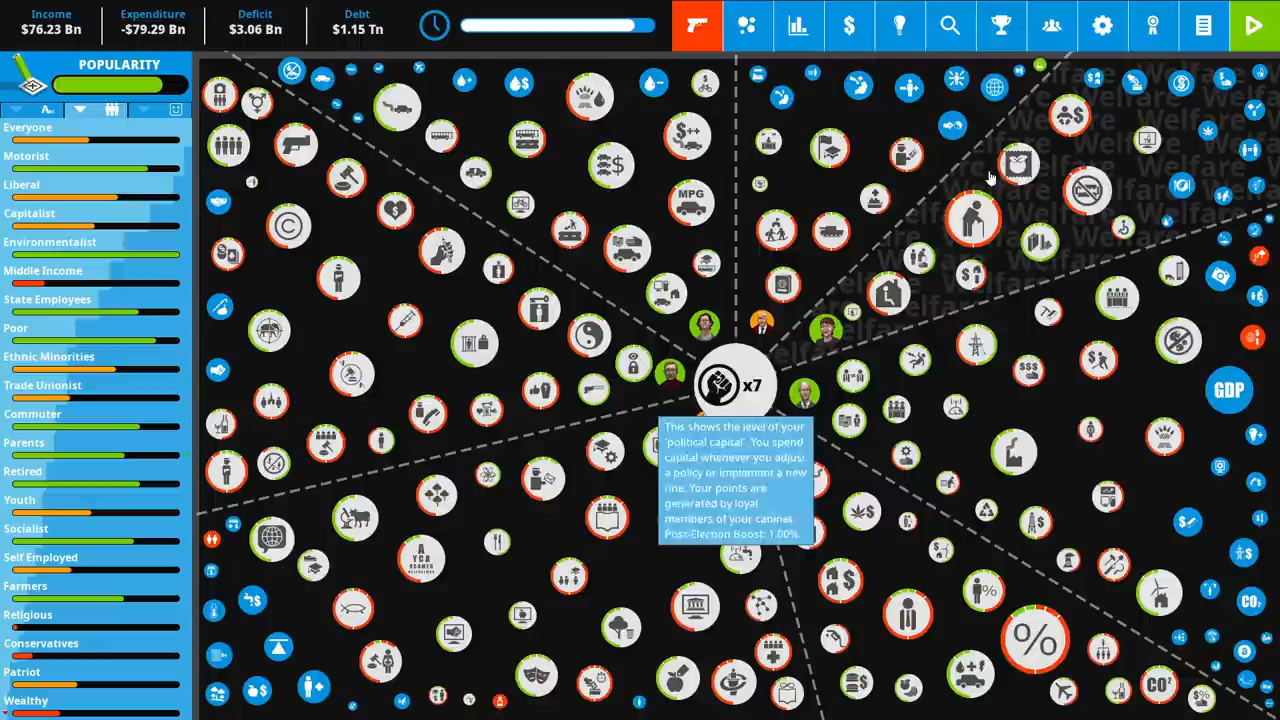 Income
Expenditure
Deficit
Debt
$76.23 Bn
-$79.29 Bn
$3.06 Bn
$1.15 Tn
POPULARITY
Everyone
Motorist
Liberal
Capitalist
Environmentalist
Middle Income
State Employees
Poor
Ethnic Minorities
Trade Unionist
Commuter
Parents
Retired
Youth
Socialist
Self Employed
Farmers
Religious
Conservatives
Patriot
Wealthy
MPG
x7
This shows the level of your
'political capital'. You spend
capital whenever you adjust
a policy or implement a new
one. Your points are
generated by loyal
members of your cabinet.
Post-Election Boost: 1.00%
Welfare
GDP
CO²
CO²